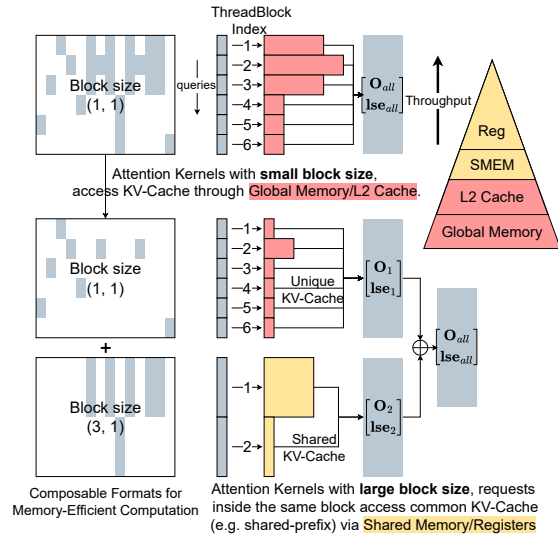 ThreadBlock
Index
Block size
(1, 1)
queries
1
2
3
4
5
6
[O_all
lse_all]
Throughput
Reg
SMEM
L2 Cache
Global Memory
Attention Kernels with small block size,
access KV-Cache through Global Memory/L2 Cache.
Block size
(1, 1)
1
2
3
4
5
6
Unique
KV-Cache
[O_1
lse_1]
+
Block size
(3, 1)
1
2
Shared
KV-Cache
[O_2
lse_2]
⊕
[O_all
lse_all]
Composable Formats for
Memory-Efficient Computation
Attention Kernels with large block size, requests
inside the same block access common KV-Cache
(e.g. shared-prefix) via Shared Memory/Registers